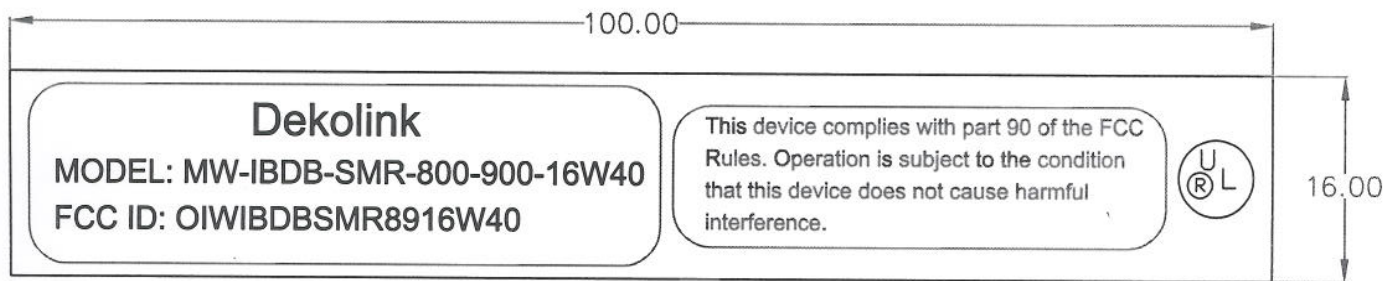 100.00
Dekolink
MODEL: MW-IBDB-SMR-800-900-16W40
FCC ID: OIWIBDBSMR8916W40
This device complies with part 90 of the FCC
Rules. Operation is subject to the condition
that this device does not cause harmful
interference.
U
® L
16.00